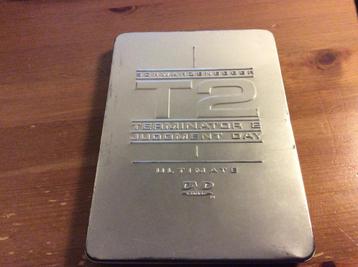 SCHWARZENEGGER
T2
TERMINATOR 2
JUDGMENT DAY
ULTIMATE
DVD